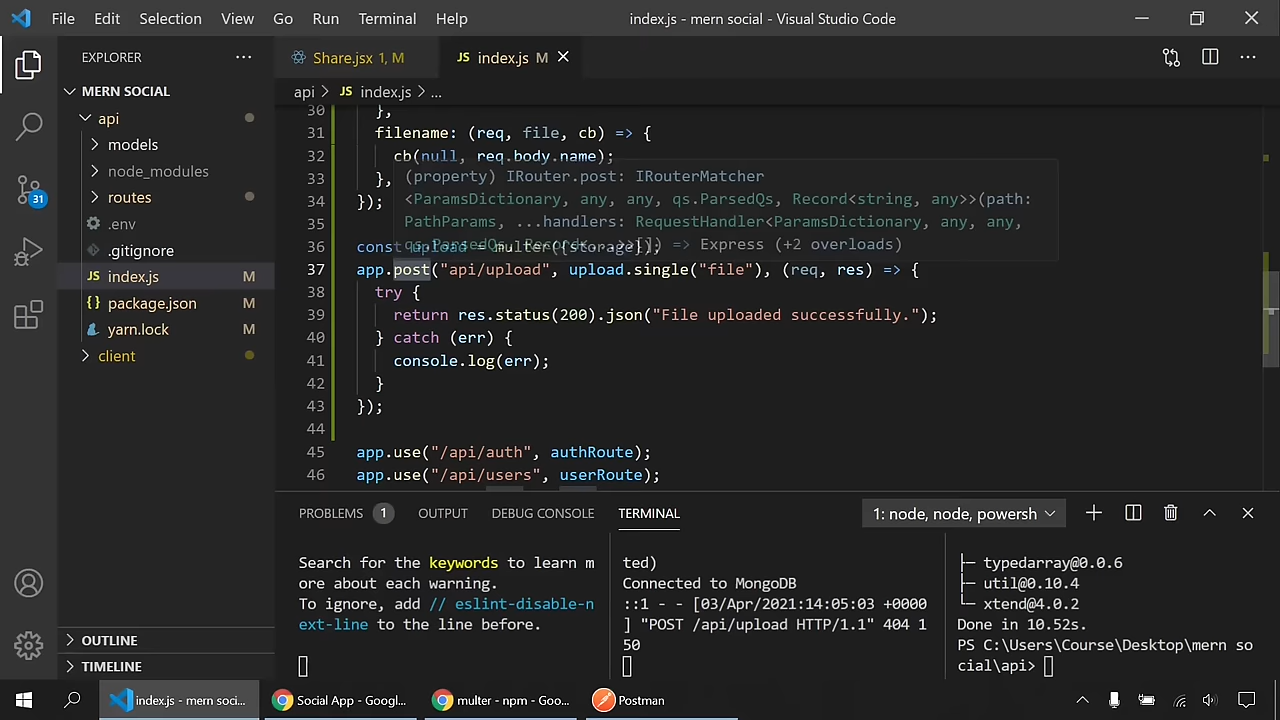 File Edit Selection View Go Run Terminal Help index.js - mern social - Visual Studio Code
EXPLORER
Share.jsx 1, M
JS index.js M
MERN SOCIAL
api > JS index.js > ...
api
models
node_modules
routes
.env
.gitignore
JS index.js M
{} package.json M
yarn.lock M
client
OUTLINE
TIMELINE
31
30 },
31 filename: (req, file, cb) => {
32 cb(null, req.body.name);
33 },
34 });
35
36 const upload = multer({storage});
37 app.post("api/upload", upload.single("file"), (req, res) => {
38 try {
39 return res.status(200).json("File uploaded successfully.");
40 } catch (err) {
41 console.log(err);
42 }
43 });
44
45 app.use("/api/auth", authRoute);
46 app.use("/api/users", userRoute);
(property) IRouter.post: IRouterMatcher
<ParamsDictionary, any, any, qs.ParsedQs, Record<string, any>>(path:
PathParams, ...handlers: RequestHandler<ParamsDictionary, any, any,
qs.ParsedQs, Record<...>>[]) => Express (+2 overloads)
PROBLEMS 1 OUTPUT DEBUG CONSOLE TERMINAL 1: node, node, powersh
Search for the keywords to learn m
ore about each warning.
To ignore, add // eslint-disable-n
ext-line to the line before.
ted)
Connected to MongoDB
::1 - - [03/Apr/2021:14:05:03 +0000
] "POST /api/upload HTTP/1.1" 404 1
50
├─ typedarray@0.0.6
├─ util@0.10.4
└─ xtend@4.0.2
Done in 10.52s.
PS C:\Users\Course\Desktop\mern so
cial\api>
index.js - mern soci... Social App - Googl... multer - npm - Goo... Postman